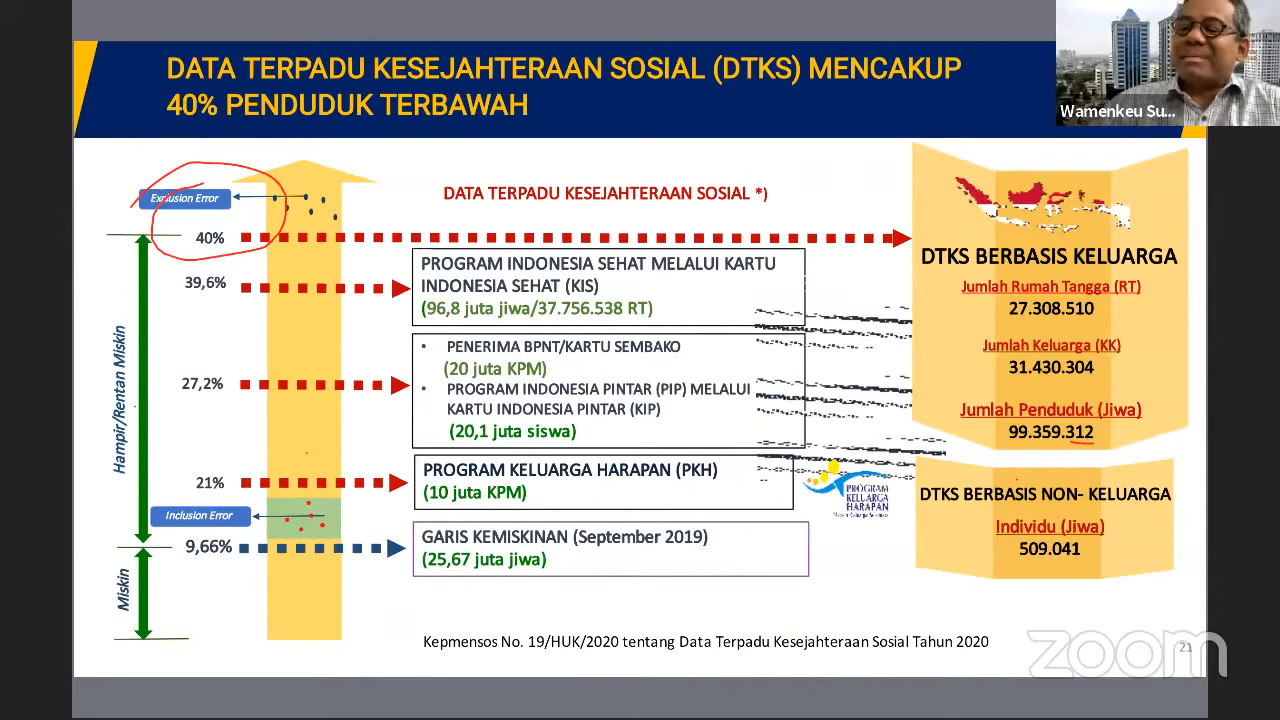 DATA TERPADU KESEJAHTERAAN SOSIAL (DTKS) MENCAKUP
40% PENDUDUK TERBAWAH
Wamenkeu Su...
Exclusion Error
DATA TERPADU KESEJAHTERAAN SOSIAL *)
40%
39,6%
PROGRAM INDONESIA SEHAT MELALUI KARTU
INDONESIA SEHAT (KIS)
(96,8 juta jiwa/37.756.538 RT)
Hampir/Rentan Miskin
27,2%
• PENERIMA BPNT/KARTU SEMBAKO
(20 juta KPM)
• PROGRAM INDONESIA PINTAR (PIP) MELALUI
KARTU INDONESIA PINTAR (KIP)
(20,1 juta siswa)
21%
PROGRAM KELUARGA HARAPAN (PKH)
(10 juta KPM)
Inclusion Error
9,66%
GARIS KEMISKINAN (September 2019)
(25,67 juta jiwa)
Miskin
DTKS BERBASIS KELUARGA
Jumlah Rumah Tangga (RT)
27.308.510
Jumlah Keluarga (KK)
31.430.304
Jumlah Penduduk (Jiwa)
99.359.312
PROGRAM
KELUARGA
HARAPAN
DTKS BERBASIS NON- KELUARGA
Individu (Jiwa)
509.041
Kepmensos No. 19/HUK/2020 tentang Data Terpadu Kesejahteraan Sosial Tahun 2020
21
zoom